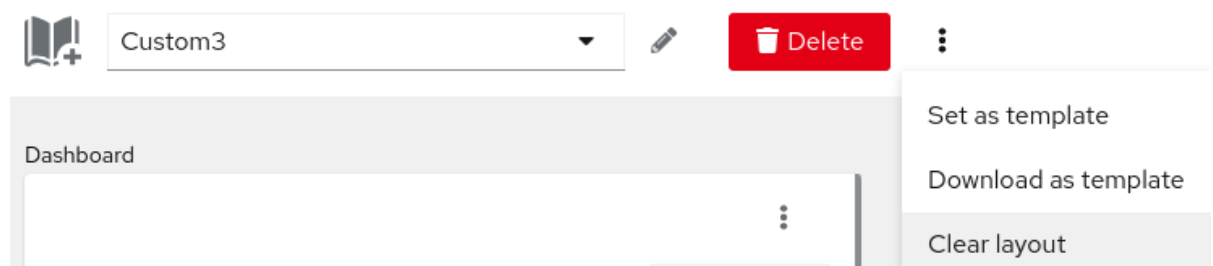 Custom3
Delete
Set as template
Dashboard
Download as template
Clear layout